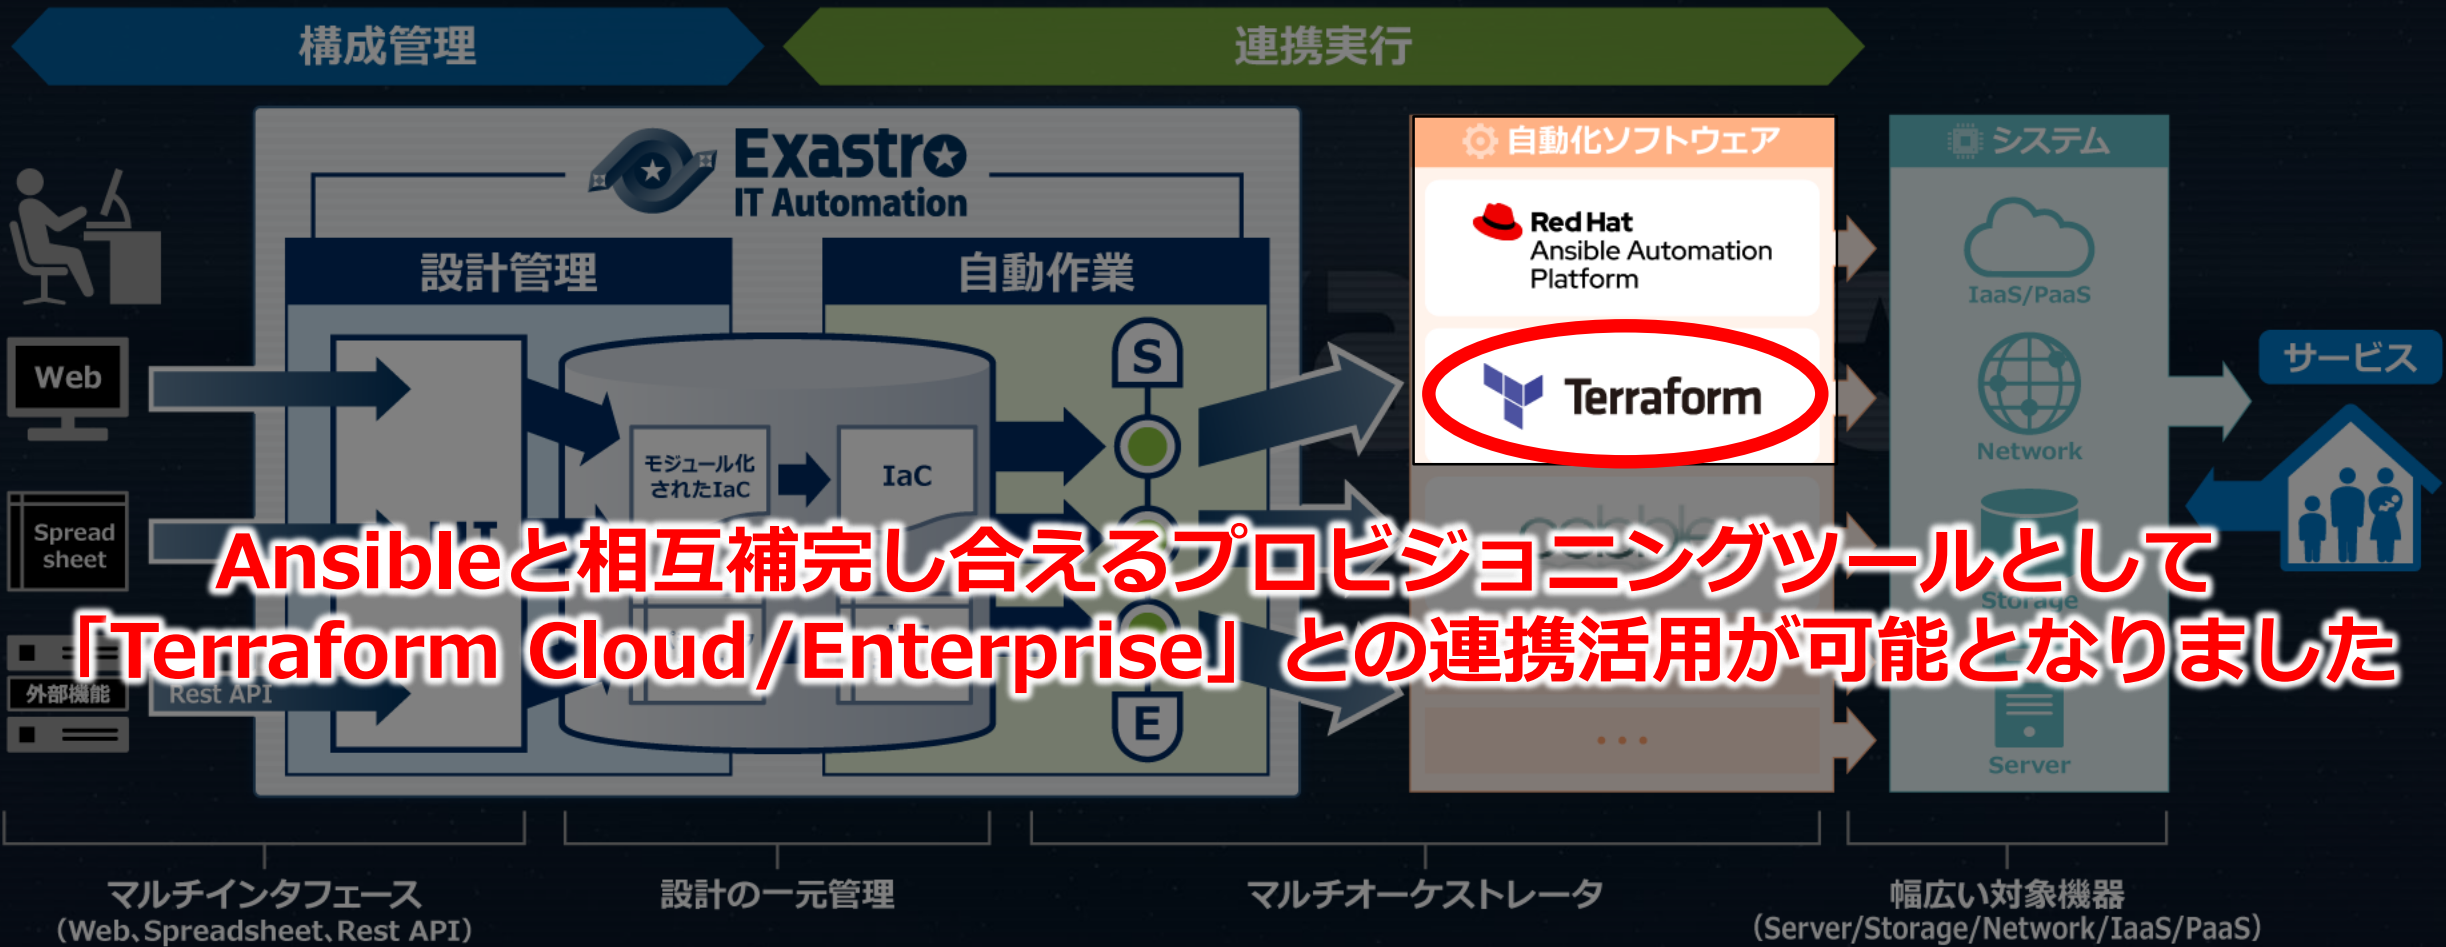 構成管理
連携実行
Exastro
IT Automation
自動化ソフトウェア
システム
Red Hat
Ansible Automation
Platform
設計管理
自動作業
IaaS/PaaS
S
Web
Terraform
サービス
Network
モジュール化
されたIaC
IaC
Spread
sheet
Ansibleと相互補完し合えるプロビジョニングツールとして
Storage
「Terraform Cloud/Enterprise」との連携活用が可能となりました
外部機能
Rest API
E
...
Server
マルチインタフェース
（Web、Spreadsheet、Rest API）
設計の一元管理
マルチオーケストレータ
幅広い対象機器
（Server/Storage/Network/IaaS/PaaS）